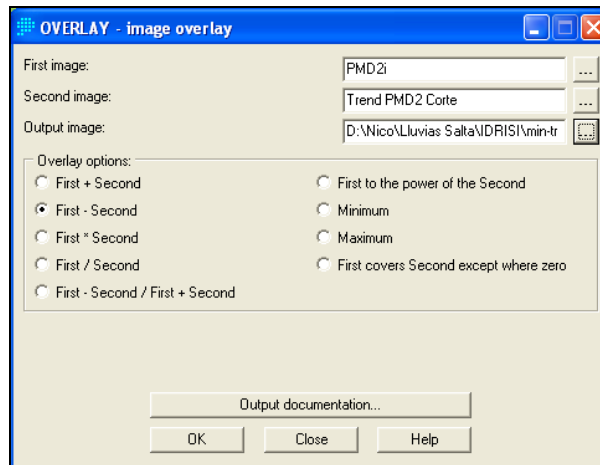 OVERLAY - image overlay
First image:
PMD2i
...
Second image:
Trend PMD2 Corte
...
Output image:
D:\Nico\Lluvias Salta\IDRISI\min-tr
...
Overlay options:
First + Second
First - Second
First * Second
First / Second
First - Second / First + Second
First to the power of the Second
Minimum
Maximum
First covers Second except where zero
Output documentation...
OK
Close
Help